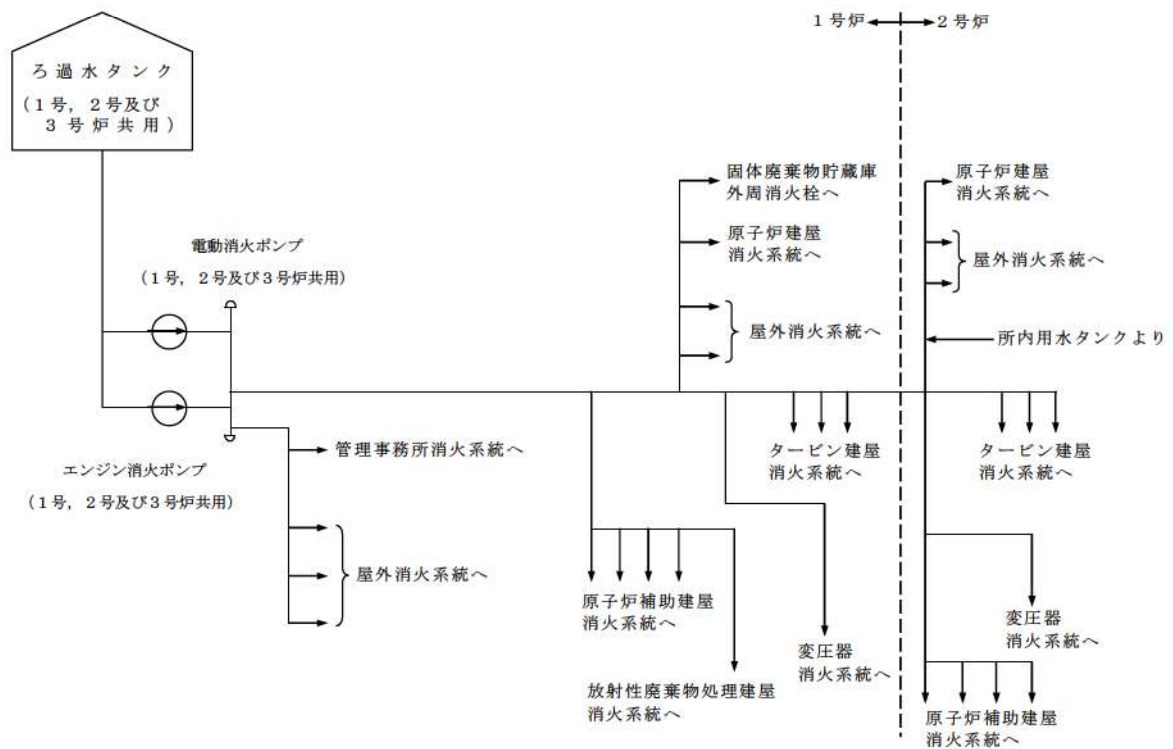 １号炉
２号炉
ろ過水タンク
（１号，２号及び
３号炉共用）
固体廃棄物貯蔵庫
外周消火栓へ
原子炉建屋
消火系統へ
原子炉建屋
消火系統へ
電動消火ポンプ
（１号，２号及び３号炉共用）
屋外消火系統へ
屋外消火系統へ
所内用水タンクより
管理事務所消火系統へ
タービン建屋
消火系統へ
タービン建屋
消火系統へ
エンジン消火ポンプ
（１号，２号及び３号炉共用）
屋外消火系統へ
原子炉補助建屋
消火系統へ
変圧器
消火系統へ
変圧器
消火系統へ
放射性廃棄物処理建屋
消火系統へ
原子炉補助建屋
消火系統へ